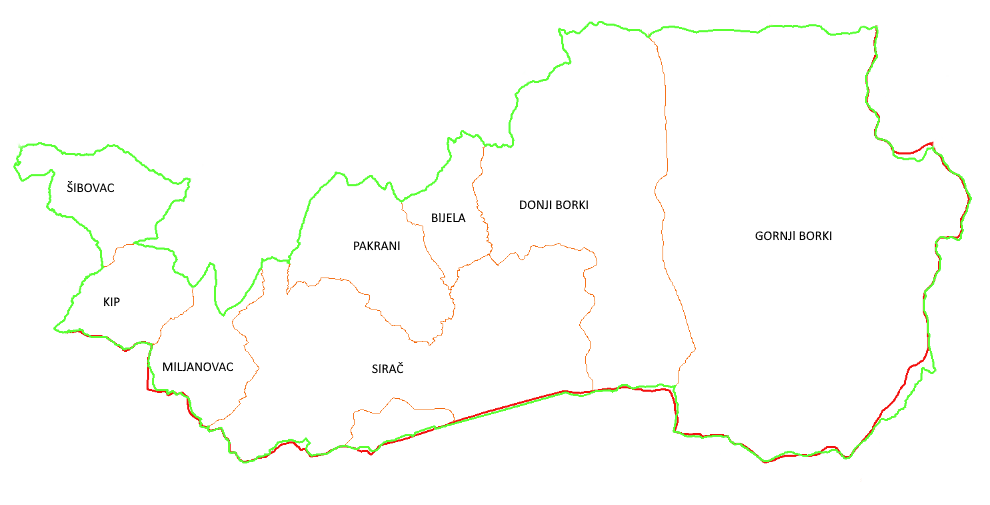 ŠIBOVAC
KIP
MILJANOVAC
PAKRANI
BIJELA
SIRAČ
DONJI BORKI
GORNJI BORKI